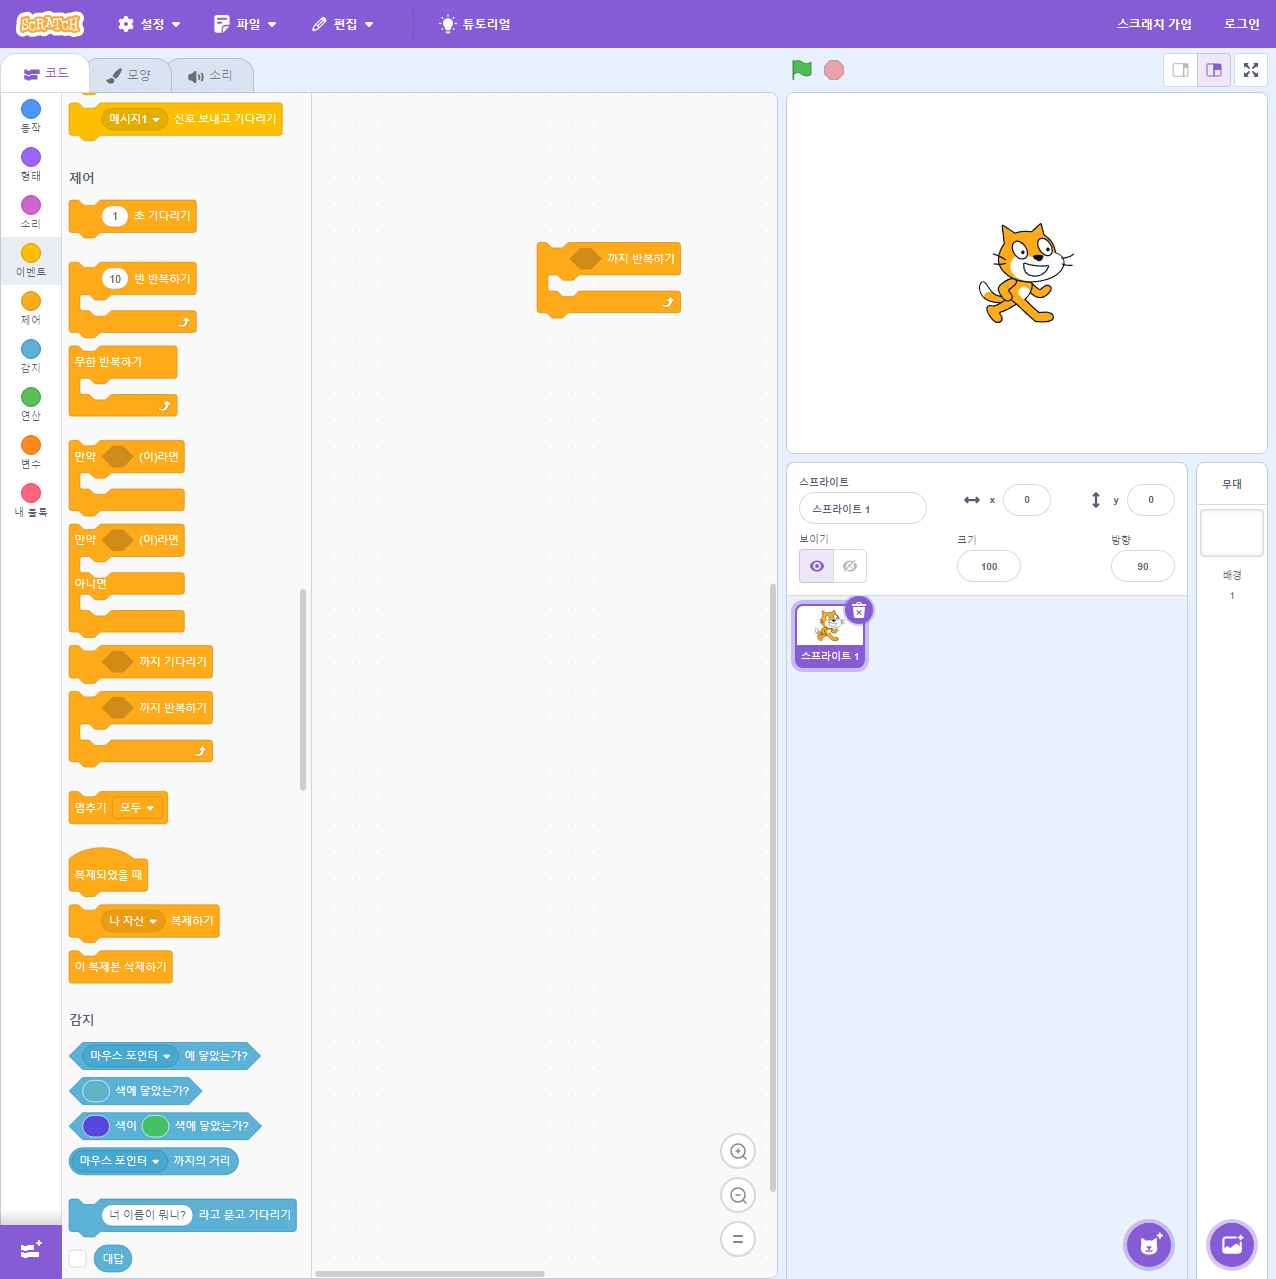 SCRATCH 설정 파일 편집 튜토리얼 스크래치 가입 로그인
코드 모양 소리
동작
형태
소리
이벤트
제어
감지
연산
변수
내 블록
메시지1 신호 보내고 기다리기
제어
1 초 기다리기
10 번 반복하기
무한 반복하기
만약 (이)라면
만약 (이)라면
아니면
까지 기다리기
까지 반복하기
멈추기 모두
복제되었을 때
나 자신 복제하기
이 복제본 삭제하기
감지
마우스 포인터 에 닿았는가?
색에 닿았는가?
색이 색에 닿았는가?
마우스 포인터 까지의 거리
너 이름이 뭐니? 라고 묻고 기다리기
대답
까지 반복하기
스프라이트
스프라이트 1 x 0 y 0
보이기 크기 방향
100 90
스프라이트 1
무대
배경
1